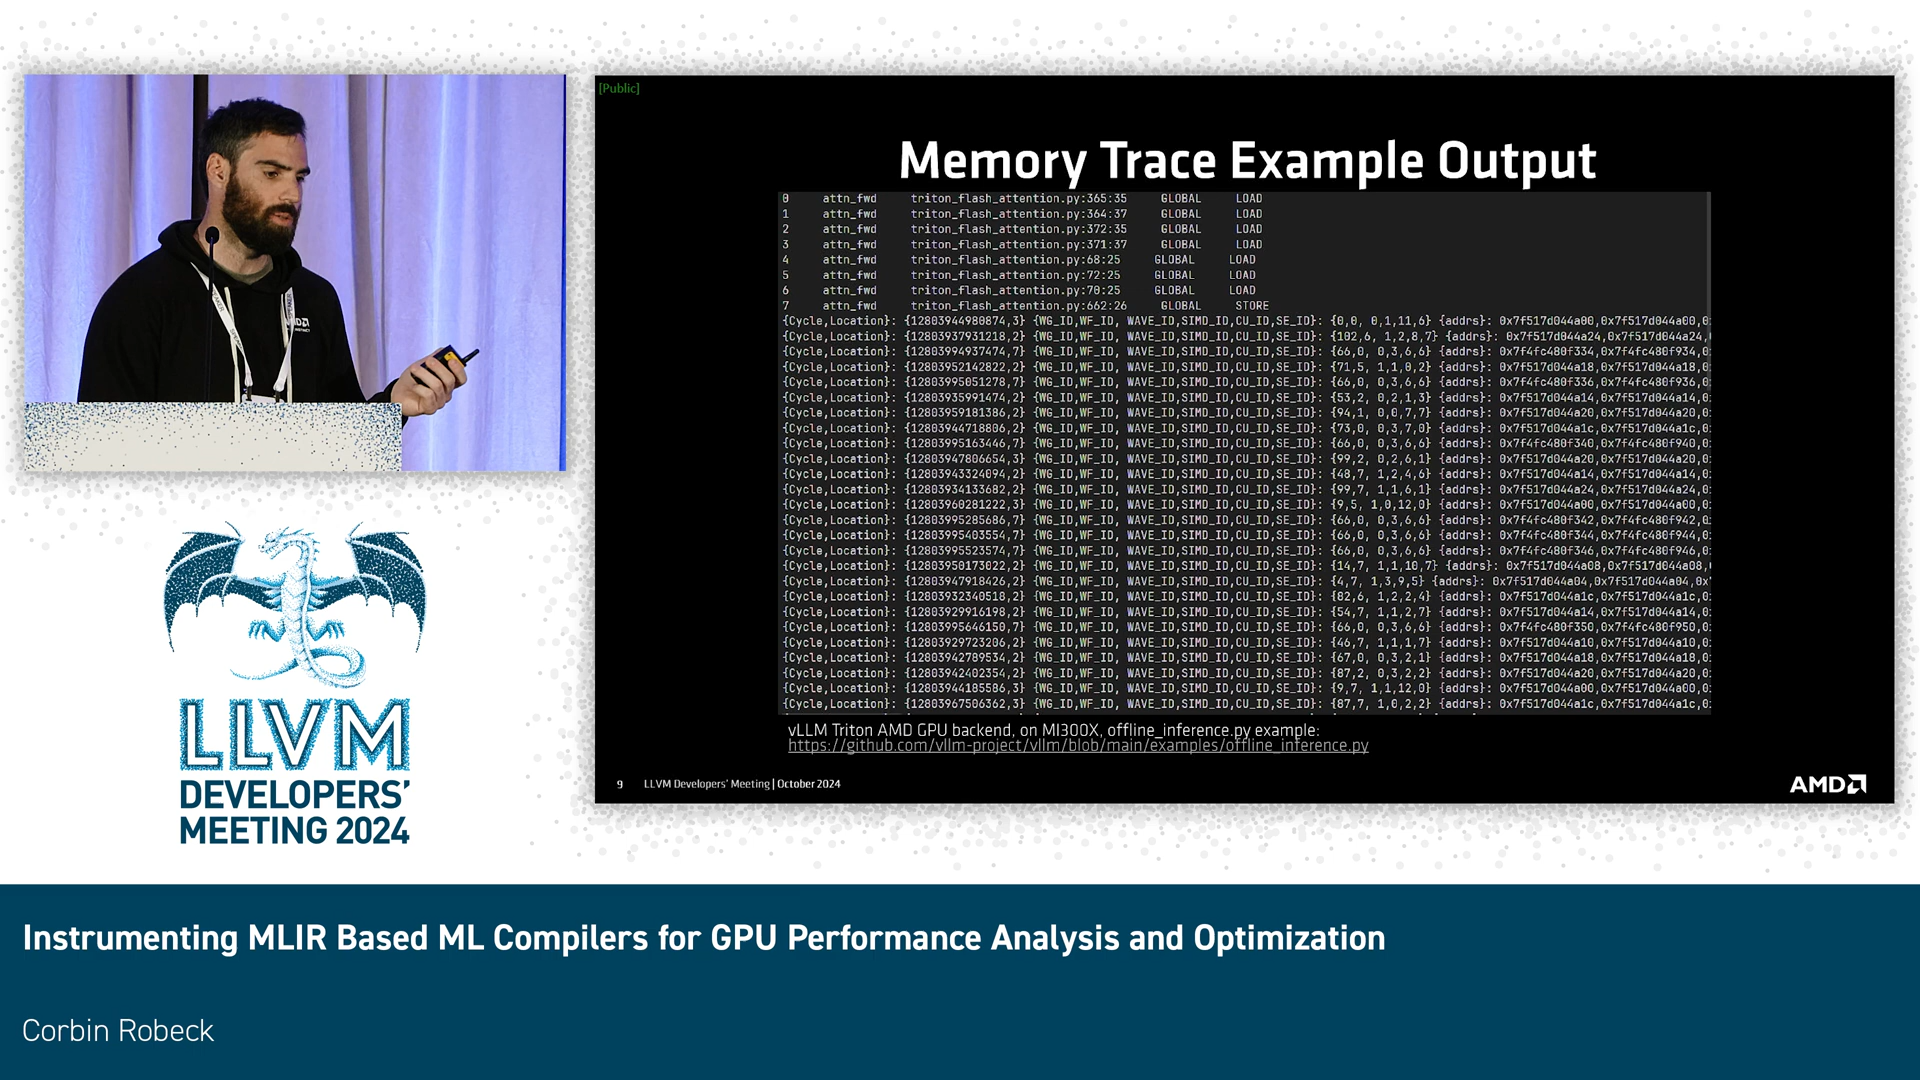 [Public]
Memory Trace Example Output
0 attn_fwd triton_flash_attention.py:365:35 GLOBAL LOAD
1 attn_fwd triton_flash_attention.py:364:37 GLOBAL LOAD
2 attn_fwd triton_flash_attention.py:372:35 GLOBAL LOAD
3 attn_fwd triton_flash_attention.py:371:37 GLOBAL LOAD
4 attn_fwd triton_flash_attention.py:68:25 GLOBAL LOAD
5 attn_fwd triton_flash_attention.py:72:25 GLOBAL LOAD
6 attn_fwd triton_flash_attention.py:70:25 GLOBAL LOAD
7 attn_fwd triton_flash_attention.py:662:26 GLOBAL STORE
{Cycle,Location}: {12803944980874,3} {WG_ID,WF_ID, WAVE_ID,SIMD_ID,CU_ID,SE_ID}: {0,0, 0,1,11,6} {addrs}: 0x7f517d044a00,0x7f517d044a00,0
{Cycle,Location}: {12803937931218,2} {WG_ID,WF_ID, WAVE_ID,SIMD_ID,CU_ID,SE_ID}: {102,6, 1,2,8,7} {addrs}: 0x7f517d044a24,0x7f517d044a24,
{Cycle,Location}: {12803994937474,7} {WG_ID,WF_ID, WAVE_ID,SIMD_ID,CU_ID,SE_ID}: {66,0, 0,3,6,6} {addrs}: 0x7f4fc480f334,0x7f4fc480f934,0
{Cycle,Location}: {12803952142822,2} {WG_ID,WF_ID, WAVE_ID,SIMD_ID,CU_ID,SE_ID}: {71,5, 1,1,0,2} {addrs}: 0x7f517d044a18,0x7f517d044a18,0
{Cycle,Location}: {12803995051278,7} {WG_ID,WF_ID, WAVE_ID,SIMD_ID,CU_ID,SE_ID}: {66,0, 0,3,6,6} {addrs}: 0x7f4fc480f336,0x7f4fc480f936,0
{Cycle,Location}: {12803935991474,2} {WG_ID,WF_ID, WAVE_ID,SIMD_ID,CU_ID,SE_ID}: {53,2, 0,2,1,3} {addrs}: 0x7f517d044a14,0x7f517d044a14,0
{Cycle,Location}: {12803959181386,2} {WG_ID,WF_ID, WAVE_ID,SIMD_ID,CU_ID,SE_ID}: {94,1, 0,0,7,7} {addrs}: 0x7f517d044a20,0x7f517d044a20,0
{Cycle,Location}: {12803944718806,2} {WG_ID,WF_ID, WAVE_ID,SIMD_ID,CU_ID,SE_ID}: {73,0, 0,3,7,0} {addrs}: 0x7f517d044a1c,0x7f517d044a1c,0
{Cycle,Location}: {12803995163446,7} {WG_ID,WF_ID, WAVE_ID,SIMD_ID,CU_ID,SE_ID}: {66,0, 0,3,6,6} {addrs}: 0x7f4fc480f340,0x7f4fc480f940,0
{Cycle,Location}: {12803947806654,3} {WG_ID,WF_ID, WAVE_ID,SIMD_ID,CU_ID,SE_ID}: {99,2, 0,2,6,1} {addrs}: 0x7f517d044a20,0x7f517d044a20,0
{Cycle,Location}: {12803943324094,2} {WG_ID,WF_ID, WAVE_ID,SIMD_ID,CU_ID,SE_ID}: {48,7, 1,2,4,6} {addrs}: 0x7f517d044a14,0x7f517d044a14,0
{Cycle,Location}: {12803934133682,2} {WG_ID,WF_ID, WAVE_ID,SIMD_ID,CU_ID,SE_ID}: {99,7, 1,1,6,1} {addrs}: 0x7f517d044a24,0x7f517d044a24,0
{Cycle,Location}: {12803960281222,3} {WG_ID,WF_ID, WAVE_ID,SIMD_ID,CU_ID,SE_ID}: {9,5, 1,0,12,0} {addrs}: 0x7f517d044a00,0x7f517d044a00,0
{Cycle,Location}: {12803995285686,7} {WG_ID,WF_ID, WAVE_ID,SIMD_ID,CU_ID,SE_ID}: {66,0, 0,3,6,6} {addrs}: 0x7f4fc480f342,0x7f4fc480f942,0
{Cycle,Location}: {12803995403554,7} {WG_ID,WF_ID, WAVE_ID,SIMD_ID,CU_ID,SE_ID}: {66,0, 0,3,6,6} {addrs}: 0x7f4fc480f344,0x7f4fc480f944,0
{Cycle,Location}: {12803995523574,7} {WG_ID,WF_ID, WAVE_ID,SIMD_ID,CU_ID,SE_ID}: {66,0, 0,3,6,6} {addrs}: 0x7f4fc480f346,0x7f4fc480f946,0
{Cycle,Location}: {12803950173022,2} {WG_ID,WF_ID, WAVE_ID,SIMD_ID,CU_ID,SE_ID}: {14,7, 1,1,10,7} {addrs}: 0x7f517d044a08,0x7f517d044a08,
{Cycle,Location}: {12803947918426,2} {WG_ID,WF_ID, WAVE_ID,SIMD_ID,CU_ID,SE_ID}: {4,7, 1,3,9,5} {addrs}: 0x7f517d044a04,0x7f517d044a04,0x
{Cycle,Location}: {12803932340518,2} {WG_ID,WF_ID, WAVE_ID,SIMD_ID,CU_ID,SE_ID}: {82,6, 1,2,2,4} {addrs}: 0x7f517d044a1c,0x7f517d044a1c,0
{Cycle,Location}: {12803929916198,2} {WG_ID,WF_ID, WAVE_ID,SIMD_ID,CU_ID,SE_ID}: {54,7, 1,1,2,7} {addrs}: 0x7f517d044a14,0x7f517d044a14,0
{Cycle,Location}: {12803995646150,7} {WG_ID,WF_ID, WAVE_ID,SIMD_ID,CU_ID,SE_ID}: {66,0, 0,3,6,6} {addrs}: 0x7f4fc480f350,0x7f4fc480f950,0
{Cycle,Location}: {12803929723206,2} {WG_ID,WF_ID, WAVE_ID,SIMD_ID,CU_ID,SE_ID}: {46,7, 1,1,1,7} {addrs}: 0x7f517d044a10,0x7f517d044a10,0
{Cycle,Location}: {12803942789534,2} {WG_ID,WF_ID, WAVE_ID,SIMD_ID,CU_ID,SE_ID}: {67,0, 0,3,2,1} {addrs}: 0x7f517d044a18,0x7f517d044a18,0
{Cycle,Location}: {12803942402354,2} {WG_ID,WF_ID, WAVE_ID,SIMD_ID,CU_ID,SE_ID}: {87,2, 0,3,2,2} {addrs}: 0x7f517d044a20,0x7f517d044a20,0
{Cycle,Location}: {12803944185586,3} {WG_ID,WF_ID, WAVE_ID,SIMD_ID,CU_ID,SE_ID}: {9,7, 1,1,12,0} {addrs}: 0x7f517d044a00,0x7f517d044a00,0
{Cycle,Location}: {12803967506362,3} {WG_ID,WF_ID, WAVE_ID,SIMD_ID,CU_ID,SE_ID}: {87,7, 1,0,2,2} {addrs}: 0x7f517d044a1c,0x7f517d044a1c,0
vLLM Triton AMD GPU backend, on MI300X, offline_inference.py example:
https://github.com/vllm-project/vllm/blob/main/examples/offline_inference.py
9 LLVM Developers' Meeting | October 2024
AMD
AMD
LLVM
DEVELOPERS'
MEETING 2024
Instrumenting MLIR Based ML Compilers for GPU Performance Analysis and Optimization
Corbin Robeck